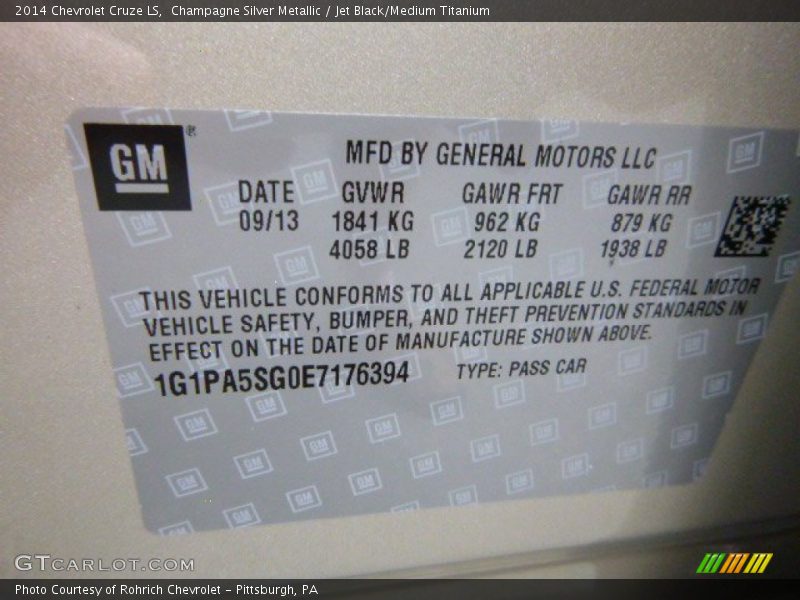 2014 Chevrolet Cruze LS, Champagne Silver Metallic / Jet Black/Medium Titanium
GM ®
MFD BY GENERAL MOTORS LLC
DATE GVWR GAWR FRT GAWR RR
09/13 1841 KG 962 KG 879 KG
4058 LB 2120 LB 1938 LB
THIS VEHICLE CONFORMS TO ALL APPLICABLE U.S. FEDERAL MOTOR
VEHICLE SAFETY, BUMPER, AND THEFT PREVENTION STANDARDS IN
EFFECT ON THE DATE OF MANUFACTURE SHOWN ABOVE.
1G1PA5SG0E7176394 TYPE: PASS CAR
GTCARLOT.COM
Photo Courtesy of Rohrich Chevrolet - Pittsburgh, PA